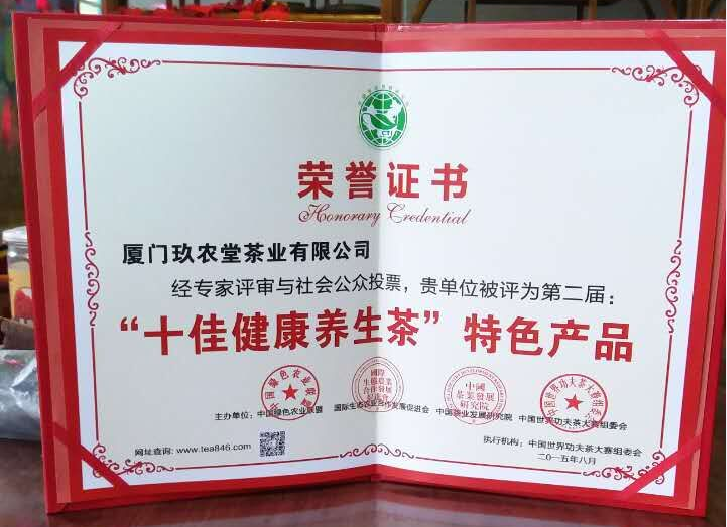 荣誉证书
Honorary Credential
厦门玖农堂茶业有限公司
经专家评审与社会公众投票，贵单位被评为第二届：
“十佳健康养生茶”特色产品
主办单位：中国绿色农业联盟 国际生态农业合作发展促进会 中国茶业发展研究院 中国世界功夫茶大赛组委会
网址查询：www.tea846.com
执行机构：中国世界功夫茶大赛组委会
二〇一五年八月